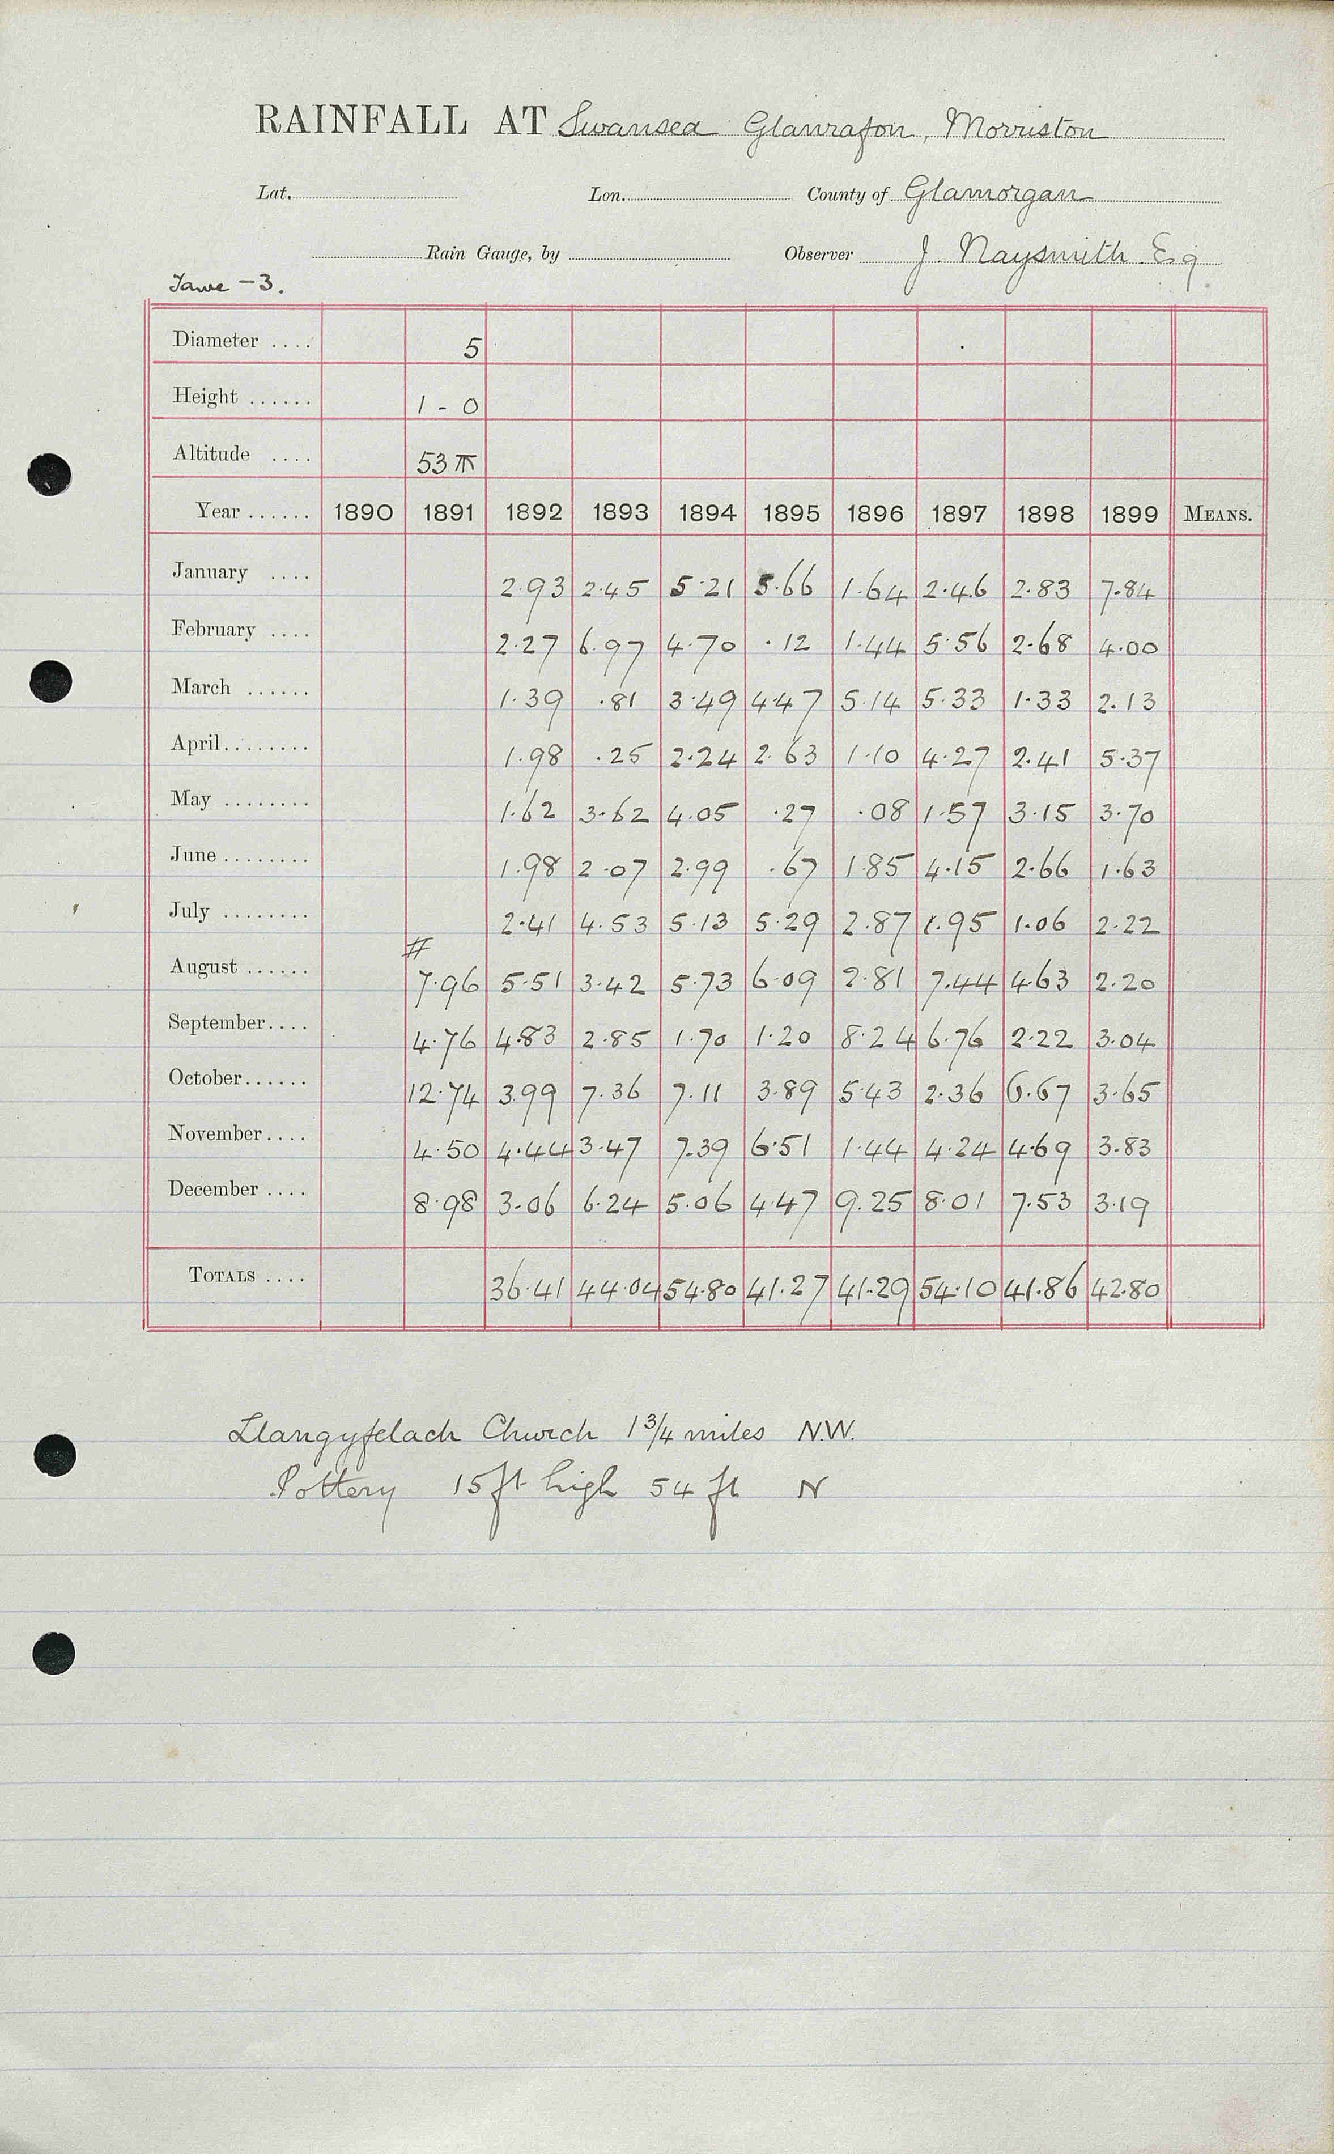 RAINFALL AT Swansea Glanrafon, Morriston
Lat. Lon. County of Glamorgan
Rain Gauge, by Observer J. Naysmith Esq
Tawe - 3.
Diameter .... 5
Height ...... 1 - 0
Altitude .... 53
Year ...... 1890 1891 1892 1893 1894 1895 1896 1897 1898 1899 MEANS.
January .... 2.93 2.45 5.21 5.66 1.64 2.46 2.83 7.84
February .... 2.27 6.97 4.70 .12 1.44 5.56 2.68 4.00
March ...... 1.39 .81 3.49 4.47 5.14 5.33 1.33 2.13
April........ 1.98 .25 2.24 2.63 1.10 4.27 2.41 5.37
May ........ 1.62 3.62 4.05 .27 .08 1.57 3.15 3.70
June ........ 1.98 2.07 2.99 .67 1.85 4.15 2.66 1.63
July ........ 2.41 4.53 5.13 5.29 2.87 1.95 1.06 2.22
#
August ...... 7.96 5.51 3.42 5.73 6.09 2.81 7.44 4.63 2.20
September.... 4.76 4.83 2.85 1.70 1.20 8.24 6.76 2.22 3.04
October...... 12.74 3.99 7.36 7.11 3.89 5.43 2.36 6.67 3.65
November.... 4.50 4.44 3.47 7.39 6.51 1.44 4.24 4.69 3.83
December .... 8.98 3.06 6.24 5.06 4.47 9.25 8.01 7.53 3.19
TOTALS .... 36.41 44.04 54.80 41.27 41.29 54.10 41.86 42.80
Llangyfelach Church 1 3/4 miles N.W.
Pottery 15 ft high 54 ft N